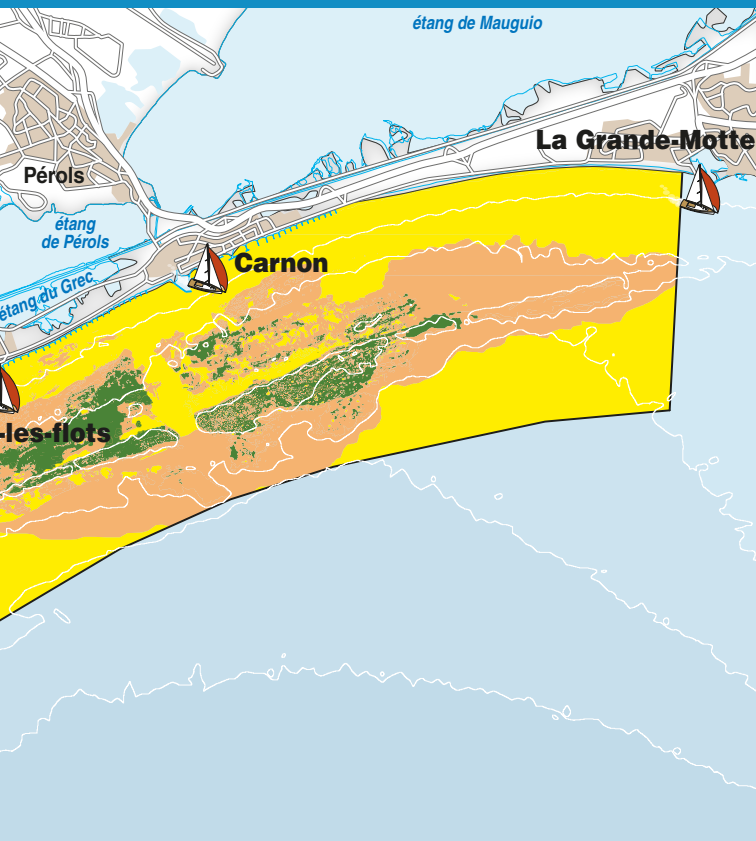 étang de Mauguio
La Grande-Motte
Pérols
étang
de Pérols
Carnon
étang du Grec
-les-flots